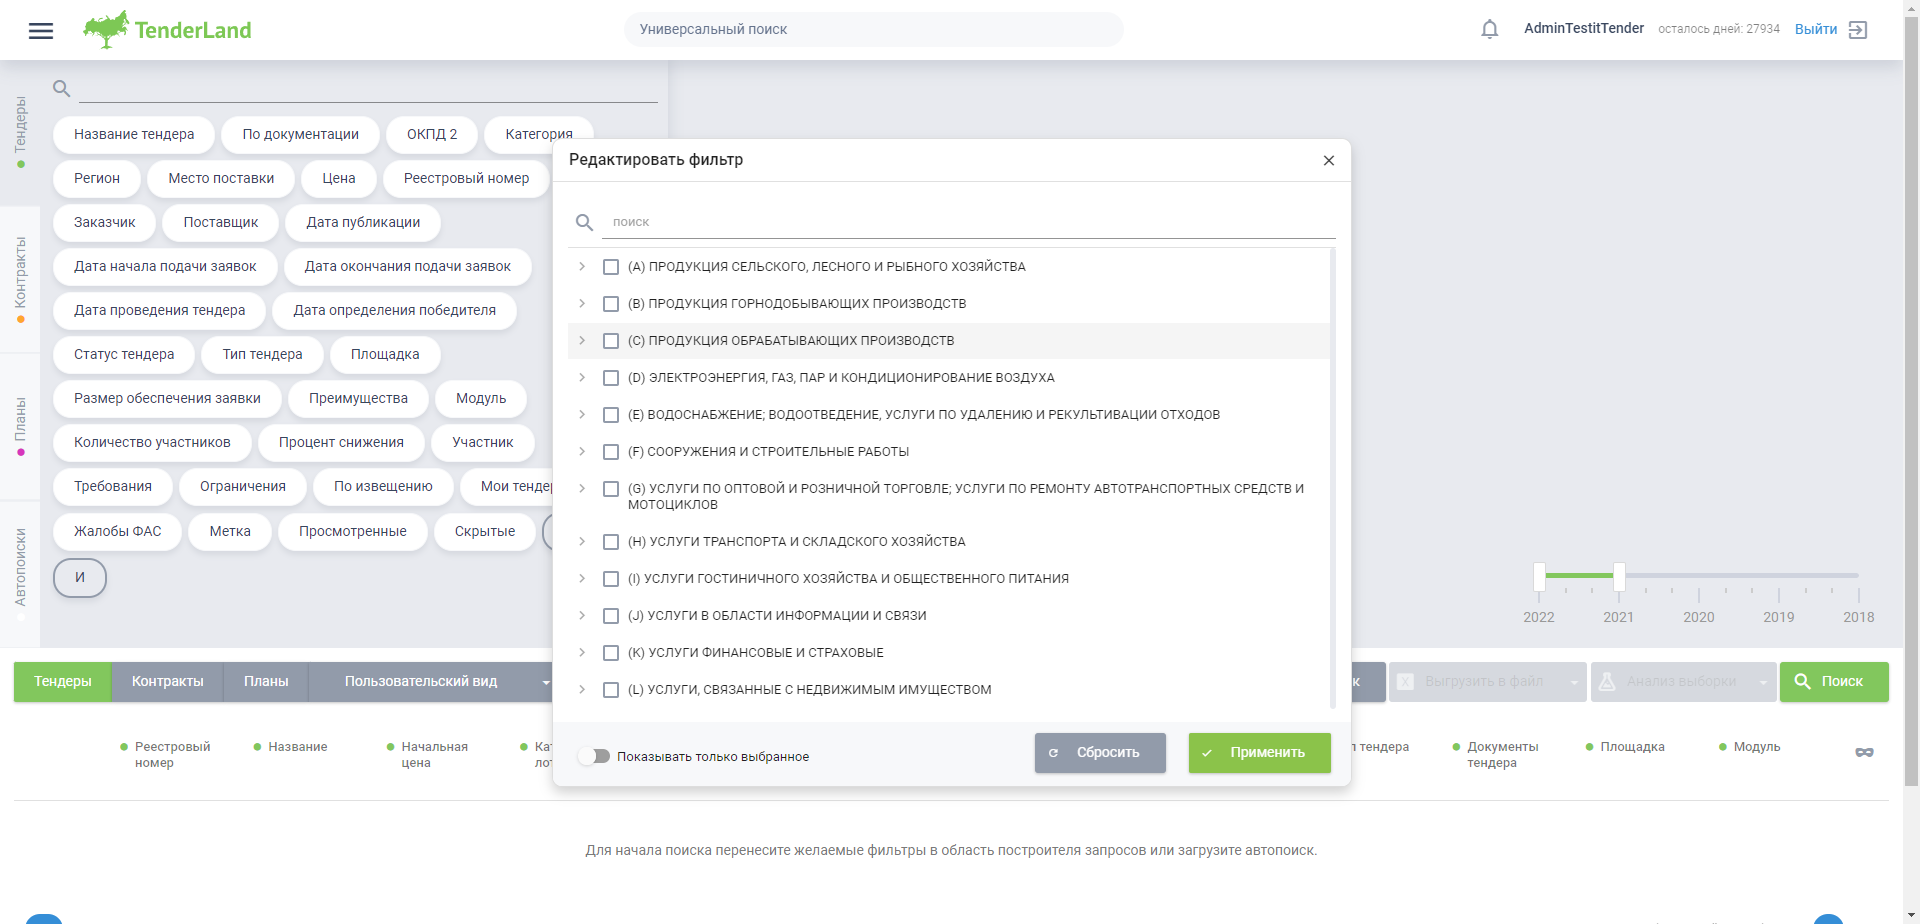 TenderLand
Универсальный поиск
AdminTestitTender
осталось дней: 27934
Выйти
Тендеры
Контракты
Планы
Автопоиски
Название тендера
По документации
ОКПД 2
Категория
Регион
Место поставки
Цена
Реестровый номер
Заказчик
Поставщик
Дата публикации
Дата начала подачи заявок
Дата окончания подачи заявок
Дата проведения тендера
Дата определения победителя
Статус тендера
Тип тендера
Площадка
Размер обеспечения заявки
Преимущества
Модуль
Количество участников
Процент снижения
Участник
Требования
Ограничения
По извещению
Мои тендер
Жалобы ФАС
Метка
Просмотренные
Скрытые
И
Редактировать фильтр
поиск
(A) ПРОДУКЦИЯ СЕЛЬСКОГО, ЛЕСНОГО И РЫБНОГО ХОЗЯЙСТВА
(B) ПРОДУКЦИЯ ГОРНОДОБЫВАЮЩИХ ПРОИЗВОДСТВ
(C) ПРОДУКЦИЯ ОБРАБАТЫВАЮЩИХ ПРОИЗВОДСТВ
(D) ЭЛЕКТРОЭНЕРГИЯ, ГАЗ, ПАР И КОНДИЦИОНИРОВАНИЕ ВОЗДУХА
(E) ВОДОСНАБЖЕНИЕ; ВОДООТВЕДЕНИЕ, УСЛУГИ ПО УДАЛЕНИЮ И РЕКУЛЬТИВАЦИИ ОТХОДОВ
(F) СООРУЖЕНИЯ И СТРОИТЕЛЬНЫЕ РАБОТЫ
(G) УСЛУГИ ПО ОПТОВОЙ И РОЗНИЧНОЙ ТОРГОВЛЕ; УСЛУГИ ПО РЕМОНТУ АВТОТРАНСПОРТНЫХ СРЕДСТВ И
МОТОЦИКЛОВ
(H) УСЛУГИ ТРАНСПОРТА И СКЛАДСКОГО ХОЗЯЙСТВА
(I) УСЛУГИ ГОСТИНИЧНОГО ХОЗЯЙСТВА И ОБЩЕСТВЕННОГО ПИТАНИЯ
(J) УСЛУГИ В ОБЛАСТИ ИНФОРМАЦИИ И СВЯЗИ
(K) УСЛУГИ ФИНАНСОВЫЕ И СТРАХОВЫЕ
(L) УСЛУГИ, СВЯЗАННЫЕ С НЕДВИЖИМЫМ ИМУЩЕСТВОМ
Показывать только выбранное
Сбросить
Применить
2022
2021
2020
2019
2018
Тендеры
Контракты
Планы
Пользовательский вид
к
Выгрузить в файл
Анализ выборки
Поиск
Реестровый
номер
Название
Начальная
цена
Кат
лот
п тендера
Документы
тендера
Площадка
Модуль
Для начала поиска перенесите желаемые фильтры в область построителя запросов или загрузите автопоиск.